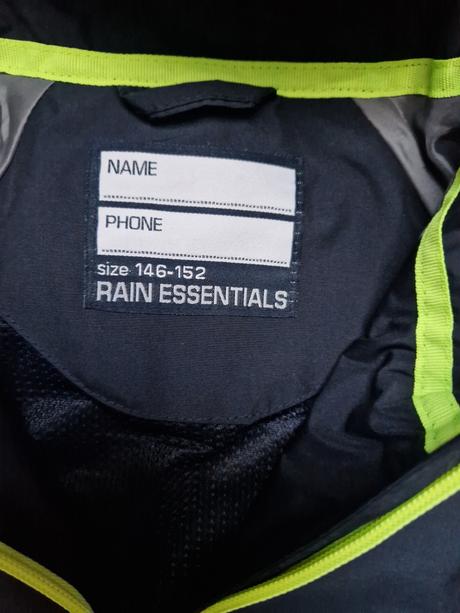 NAME
PHONE
size 146-152
RAIN ESSENTIALS